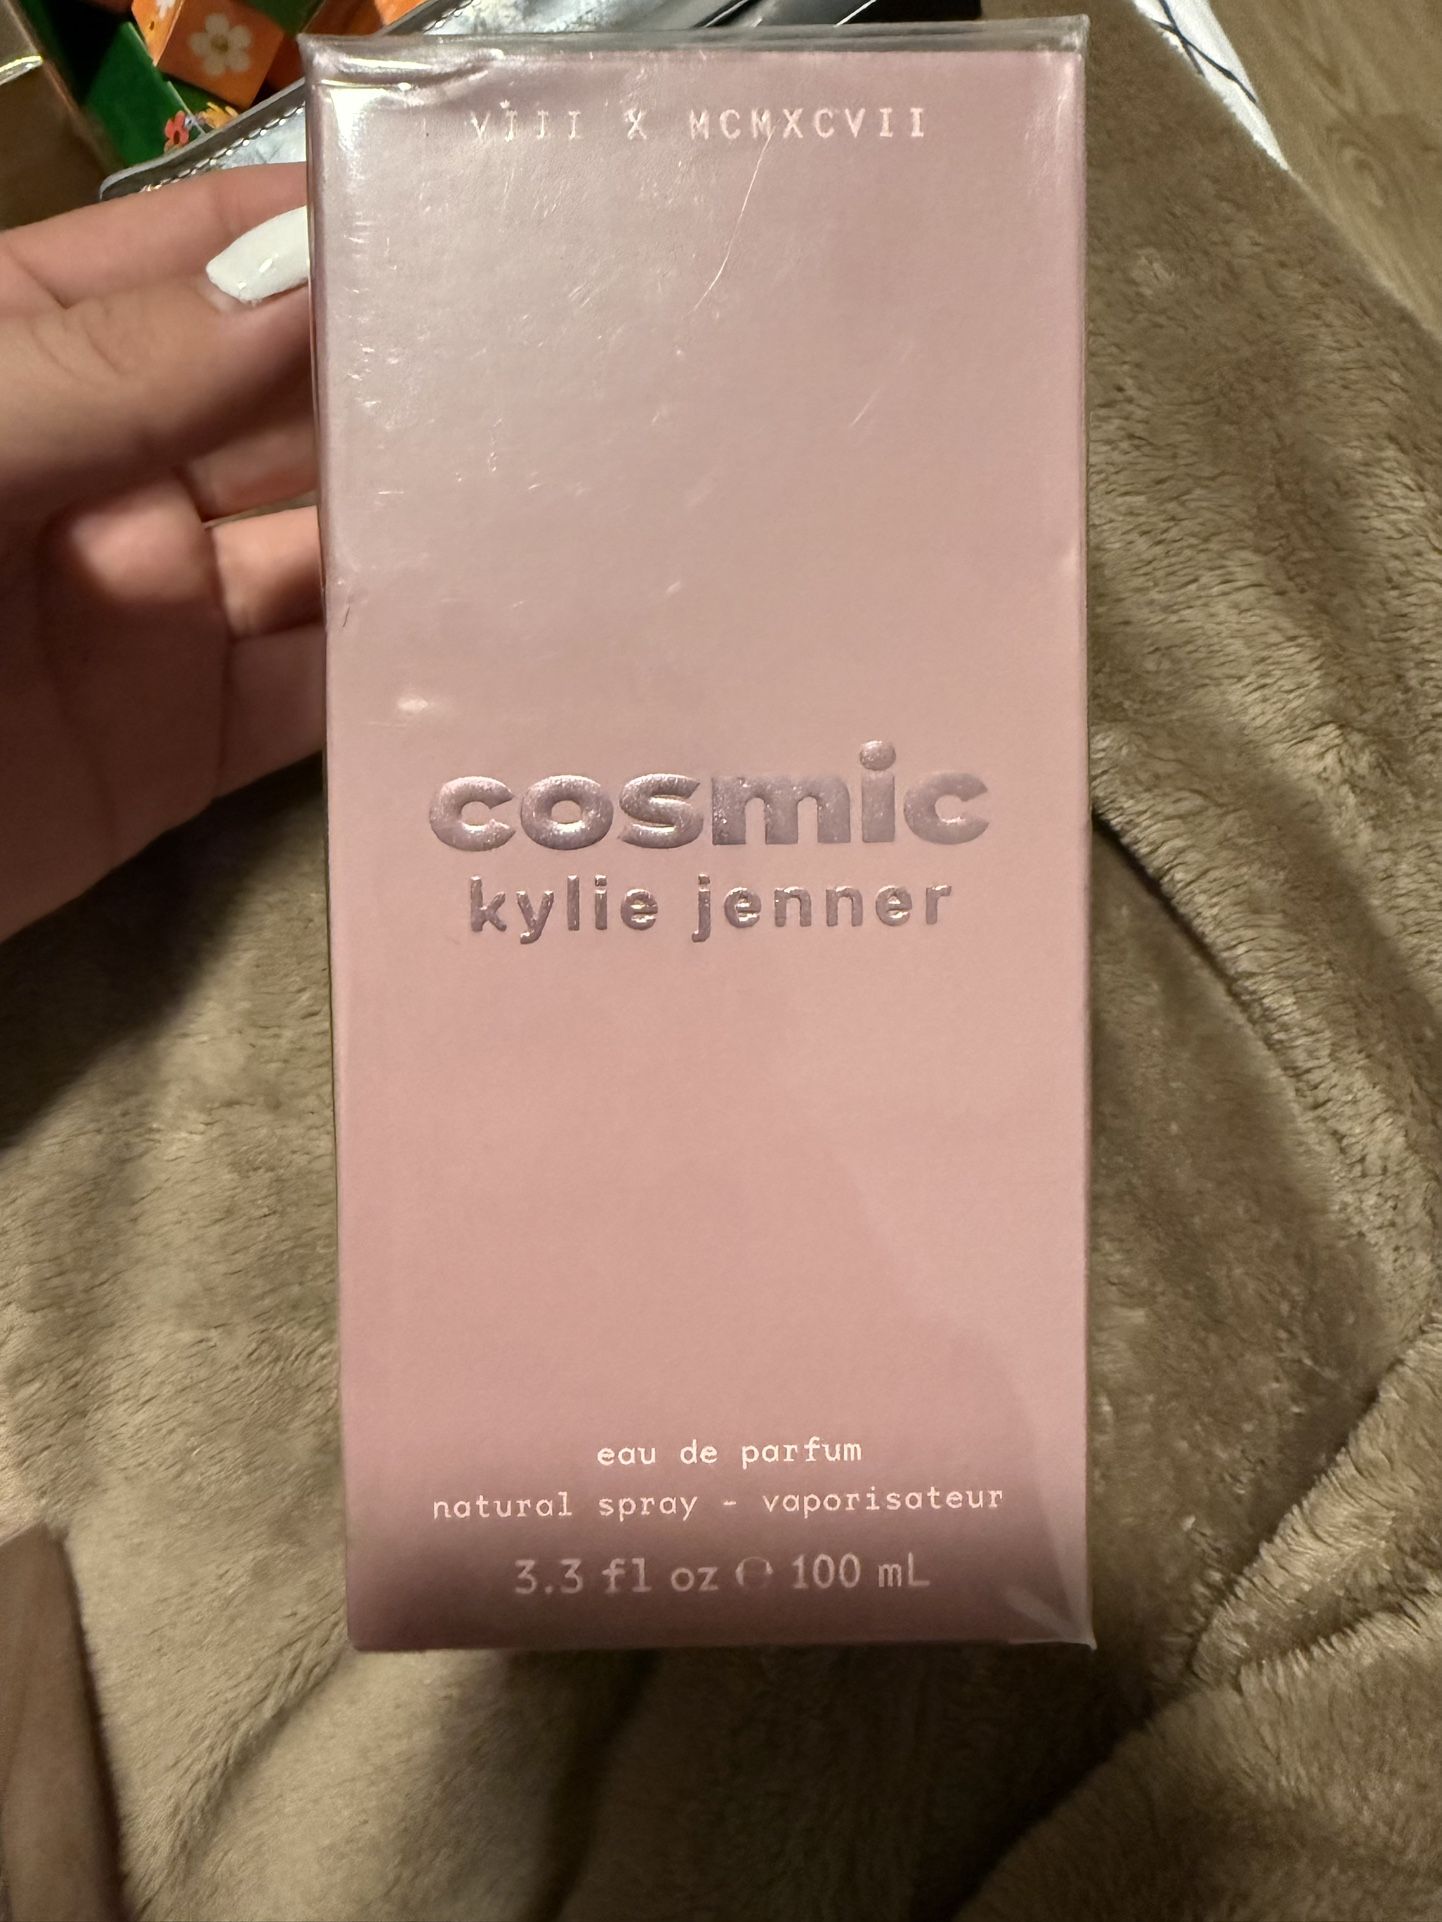 VIII X MCMXCVII
cosmic
kylie jenner
eau de parfum
natural spray - vaporisateur
3.3 fl oz ℮ 100 mL